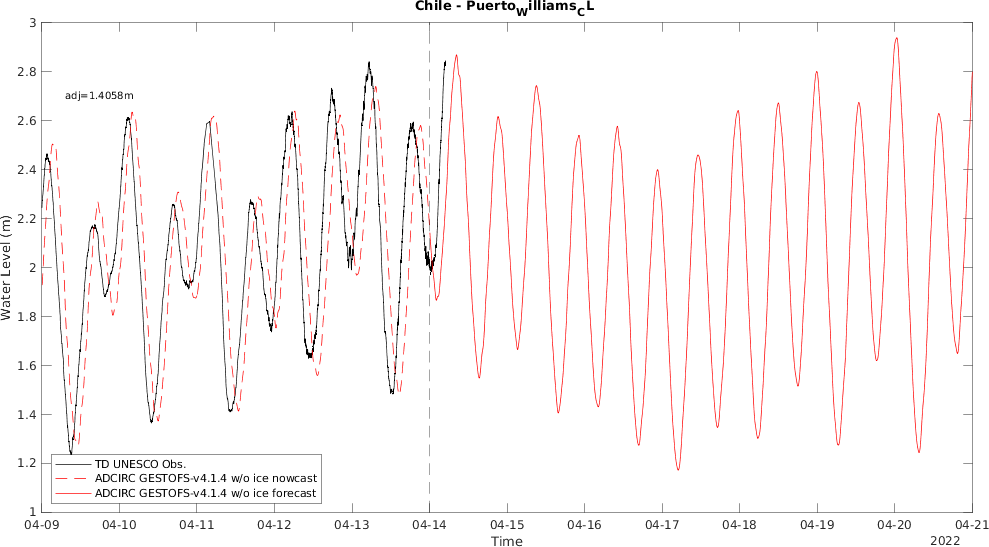 Chile - Puerto_Williams_CL
3
2.8
adj=1.4058m
2.6
2.4
2.2
2
1.8
1.6
1.4
1.2
1
Water Level (m)
TD UNESCO Obs.
ADCIRC GESTOFS-v4.1.4 w/o ice nowcast
ADCIRC GESTOFS-v4.1.4 w/o ice forecast
04-09 04-10 04-11 04-12 04-13 04-14 04-15 04-16 04-17 04-18 04-19 04-20 04-21
Time
2022